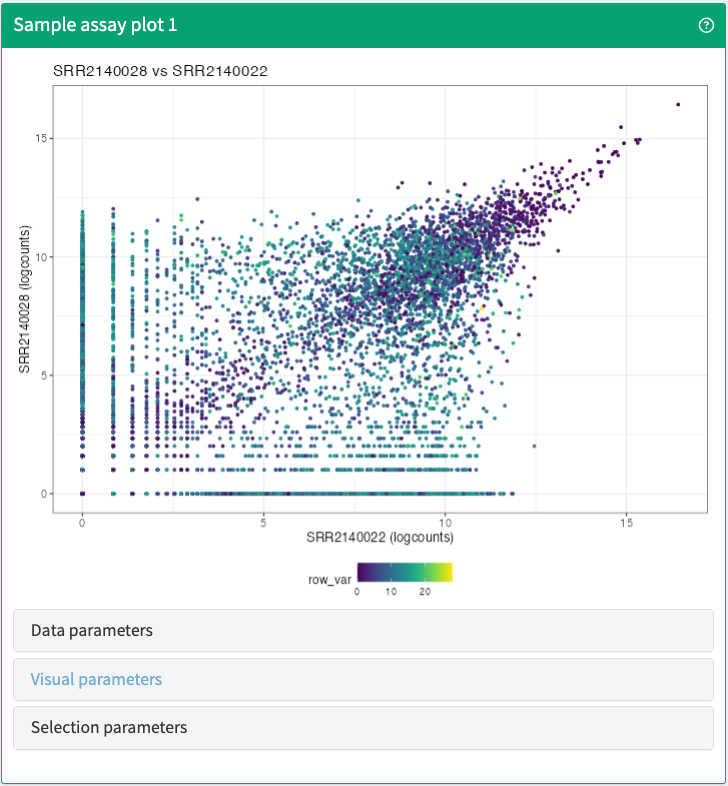 Sample assay plot 1
?
SRR2140028 vs SRR2140022
15
10
5
0
SRR2140028 (logcounts)
0 5 10 15
SRR2140022 (logcounts)
row_var
0 10 20
Data parameters
Visual parameters
Selection parameters